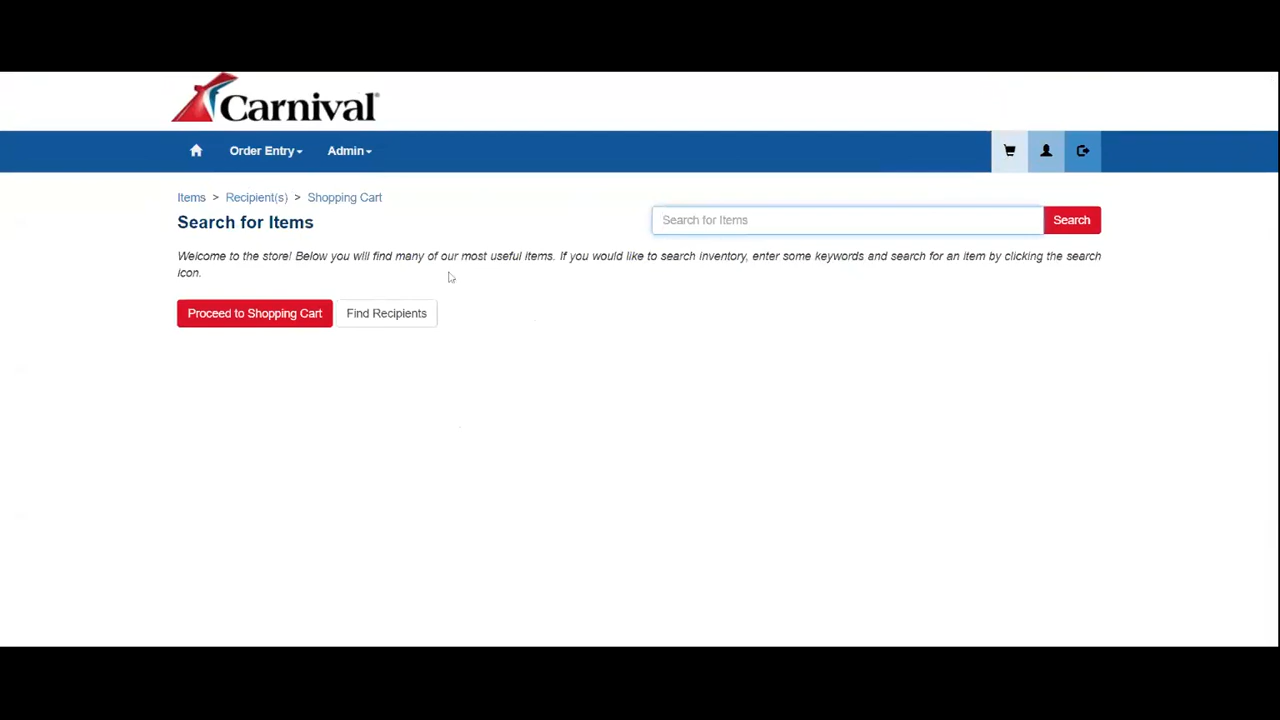 Carnival®
Order Entry
Admin
Items > Recipient(s) > Shopping Cart
Search for Items
Search for Items
Search
Welcome to the store! Below you will find many of our most useful items. If you would like to search inventory, enter some keywords and search for an item by clicking the search
icon.
Proceed to Shopping Cart
Find Recipients